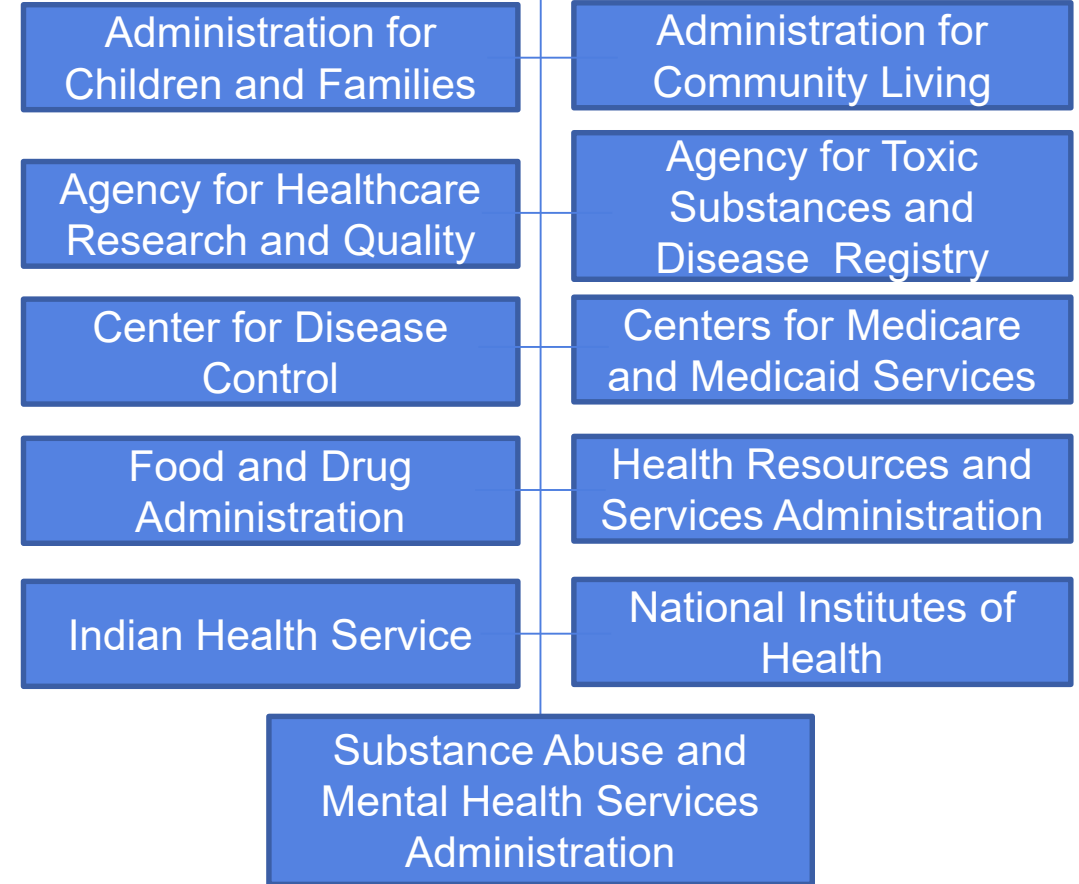 Administration for
Children and Families
Administration for
Community Living
Agency for Healthcare
Research and Quality
Agency for Toxic
Substances and
Disease  Registry
Center for Disease
Control
Centers for Medicare
and Medicaid Services
Food and Drug
Administration
Health Resources and
Services Administration
Indian Health Service
National Institutes of
Health
Substance Abuse and
Mental Health Services
Administration